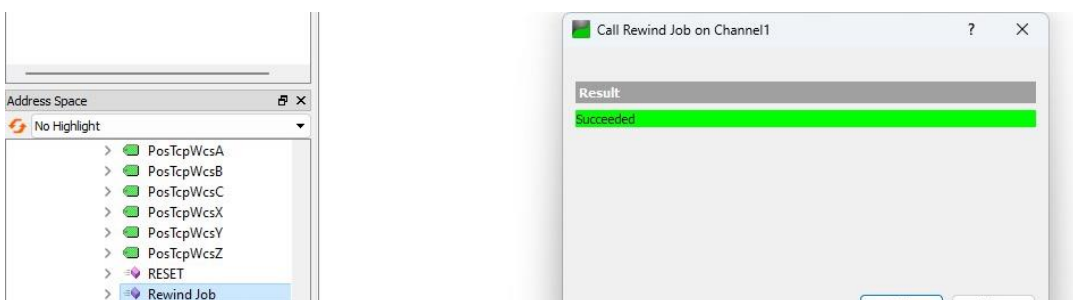 Call Rewind Job on Channel1
?
Result
Succeeded
Address Space
No Highlight
PosTcpWcsA
PosTcpWcsB
PosTcpWcsC
PosTcpWcsX
PosTcpWcsY
PosTcpWcsZ
RESET
Rewind Job